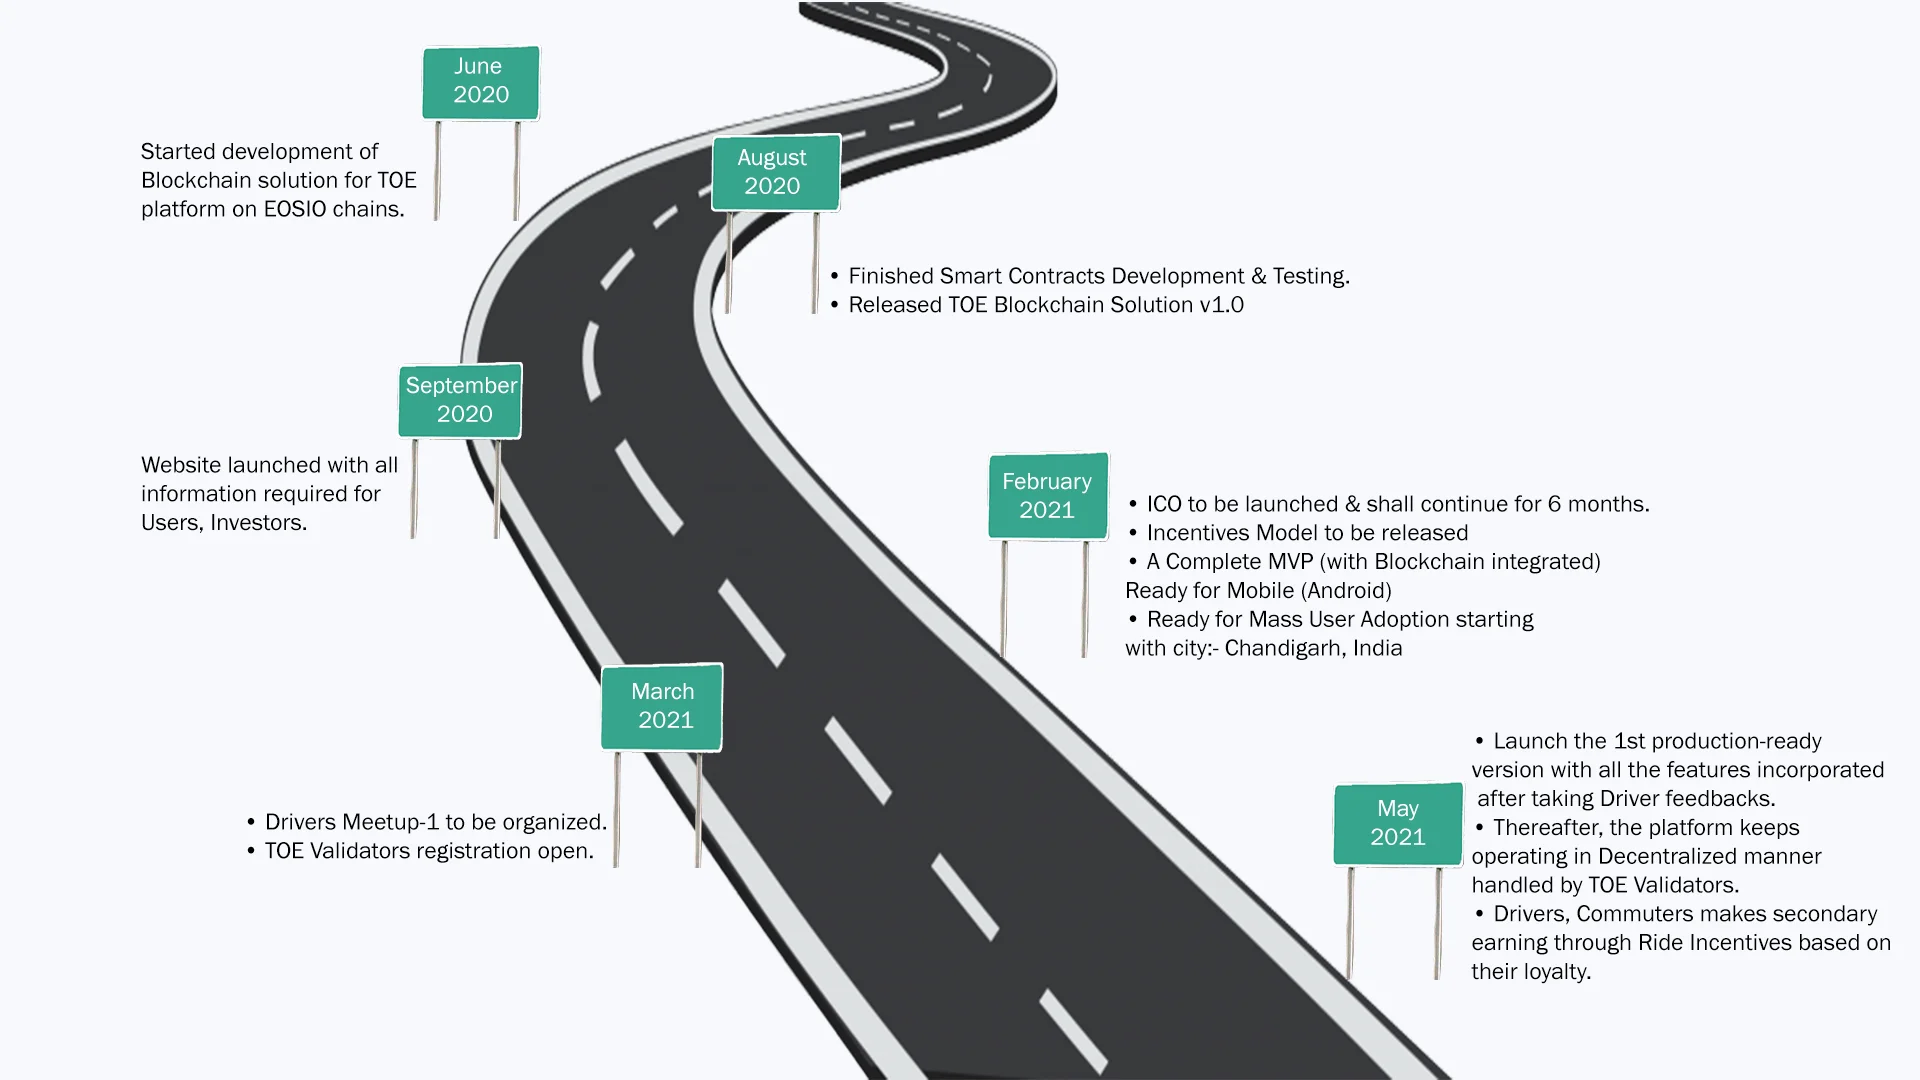 June
2020
Started development of
Blockchain solution for TOE
platform on EOSIO chains.
August
2020
• Finished Smart Contracts Development & Testing.
• Released TOE Blockchain Solution v1.0
September
2020
Website launched with all
information required for
Users, Investors.
February
2021
• ICO to be launched & shall continue for 6 months.
• Incentives Model to be released
• A Complete MVP (with Blockchain integrated)
Ready for Mobile (Android)
• Ready for Mass User Adoption starting
with city:- Chandigarh, India
March
2021
• Drivers Meetup-1 to be organized.
• TOE Validators registration open.
May
2021
• Launch the 1st production-ready
version with all the features incorporated
after taking Driver feedbacks.
• Thereafter, the platform keeps
operating in Decentralized manner
handled by TOE Validators.
• Drivers, Commuters makes secondary
earning through Ride Incentives based on
their loyalty.